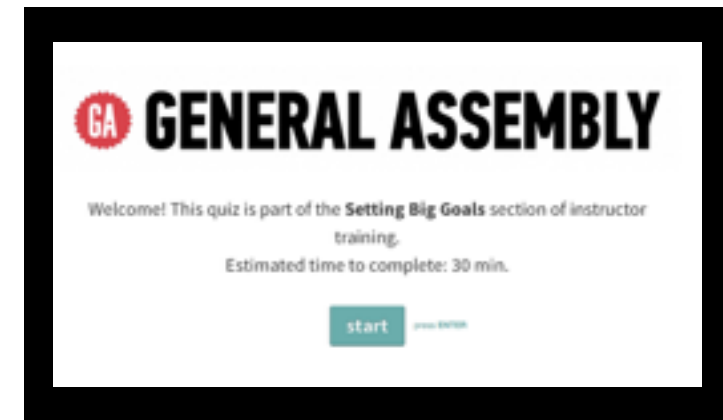 GA GENERAL ASSEMBLY
Welcome! This quiz is part of the Setting Big Goals section of instructor
training.
Estimated time to complete: 30 min.
start press ENTER